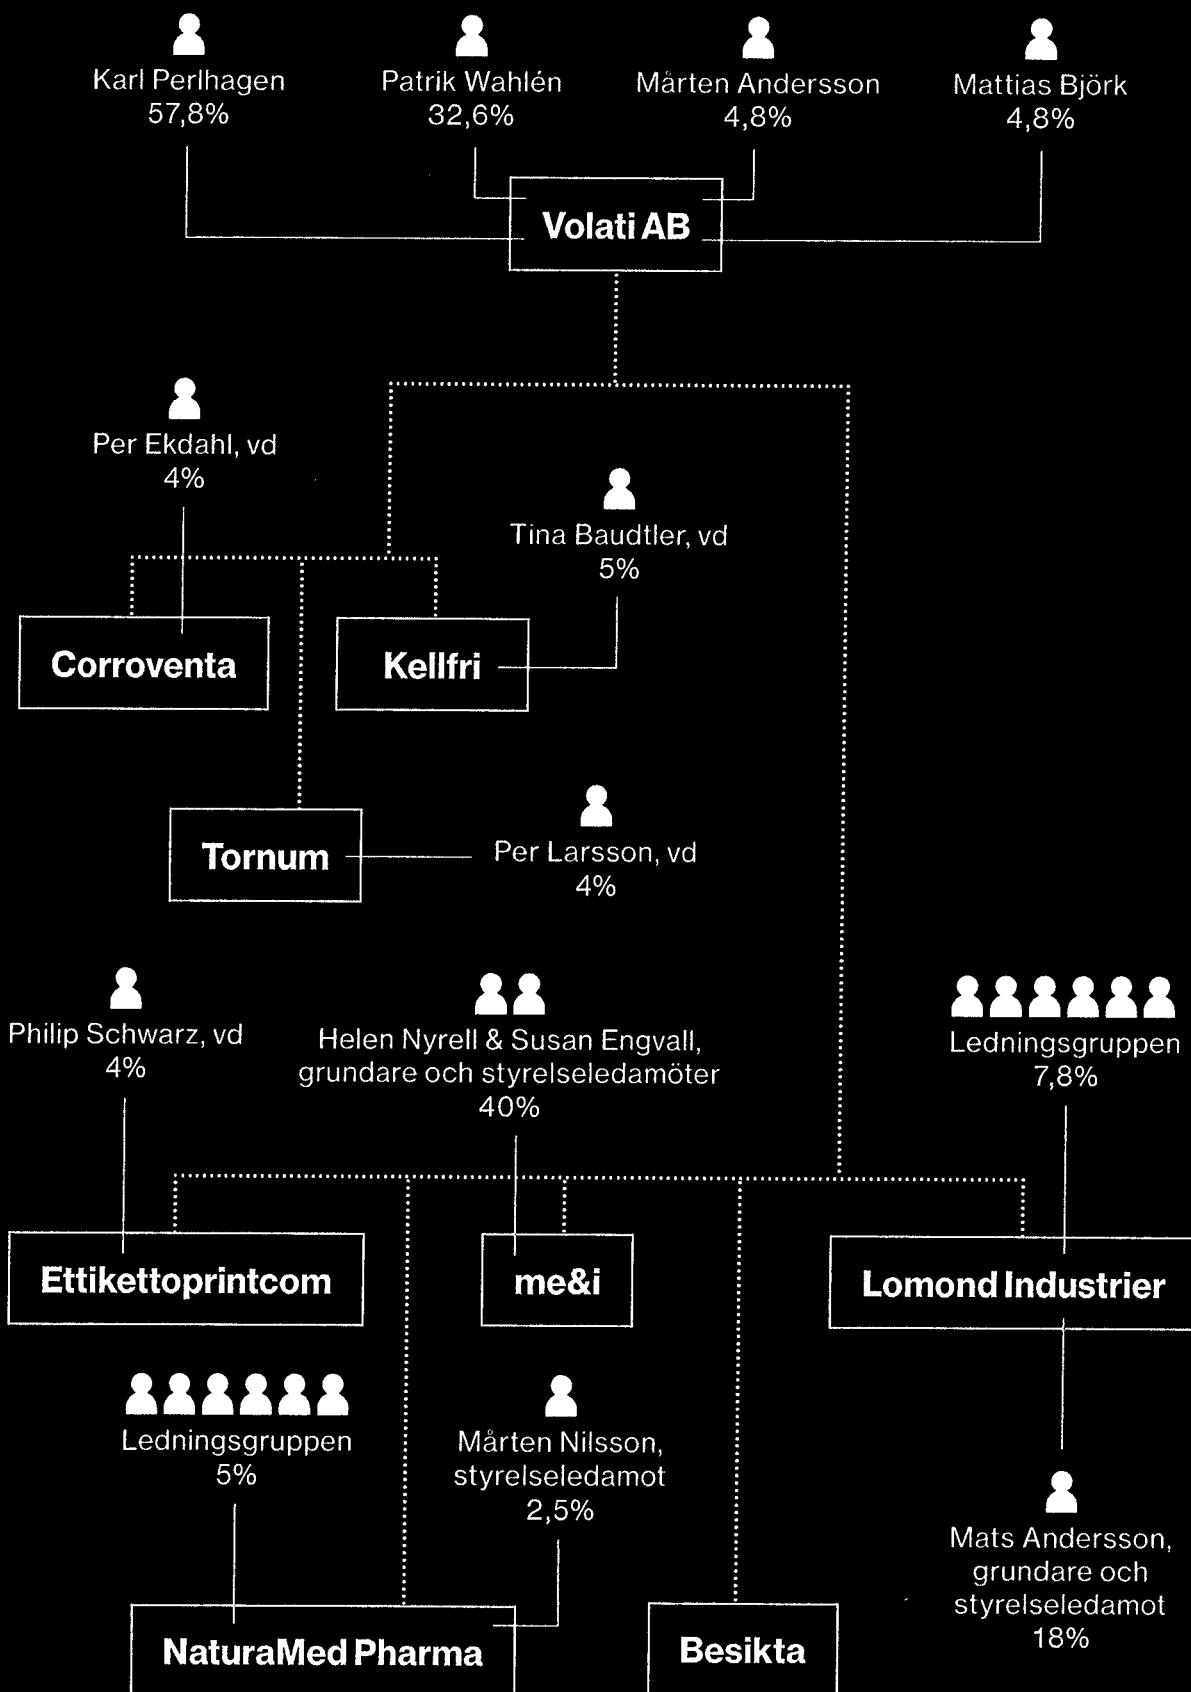 Karl Perlhagen
57,8%
Patrik Wahlén
32,6%
Mårten Andersson
4,8%
Mattias Björk
4,8%
Volati AB
Per Ekdahl, vd
4%
Tina Baudtler, vd
5%
Corroventa
Kellfri
Tornum
Per Larsson, vd
4%
Philip Schwarz, vd
4%
Helen Nyrell & Susan Engvall,
grundare och styrelseledamöter
40%
Ledningsgruppen
7,8%
Ettikettoprintcom
me&i
Lomond Industrier
Ledningsgruppen
5%
Mårten Nilsson,
styrelseledamot
2,5%
Mats Andersson,
grundare och
styrelseledamot
18%
NaturaMed Pharma
Besikta